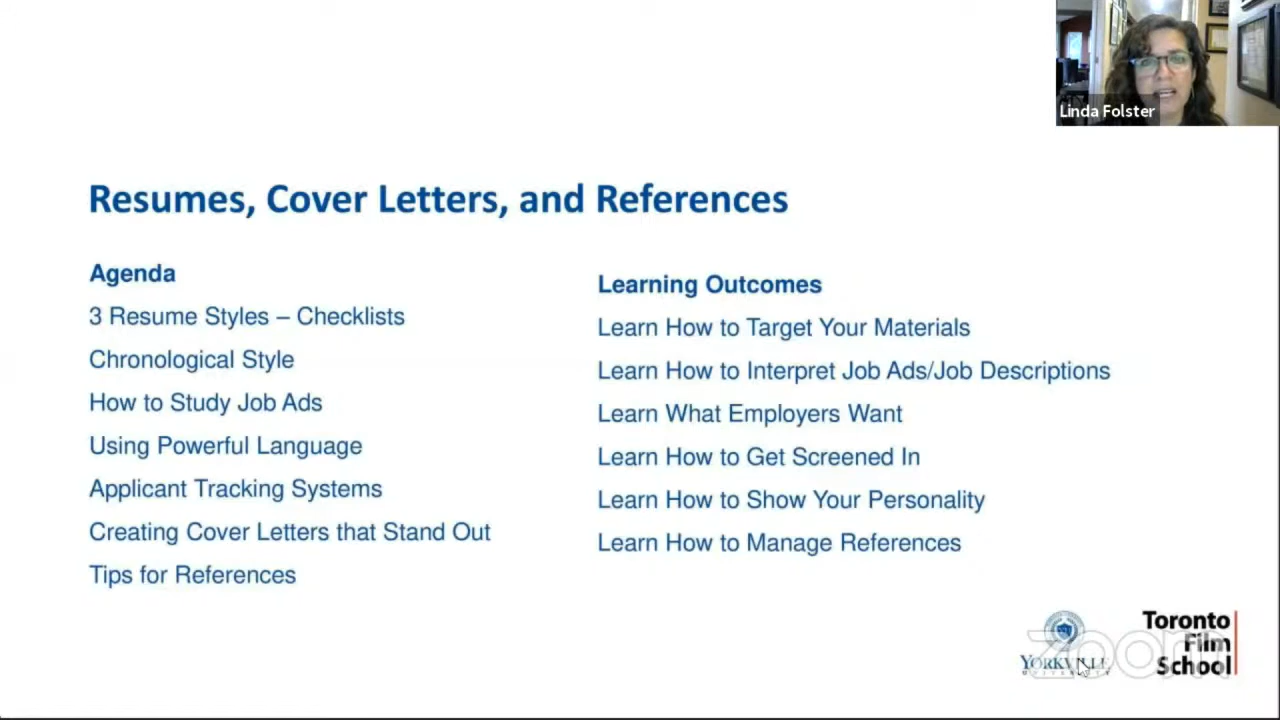 Linda Folster
Resumes, Cover Letters, and References
Agenda
3 Resume Styles – Checklists
Chronological Style
How to Study Job Ads
Using Powerful Language
Applicant Tracking Systems
Creating Cover Letters that Stand Out
Tips for References
Learning Outcomes
Learn How to Target Your Materials
Learn How to Interpret Job Ads/Job Descriptions
Learn What Employers Want
Learn How to Get Screened In
Learn How to Show Your Personality
Learn How to Manage References
YORKVILLE
UNIVERSITY
zoom
Toronto
Film
School